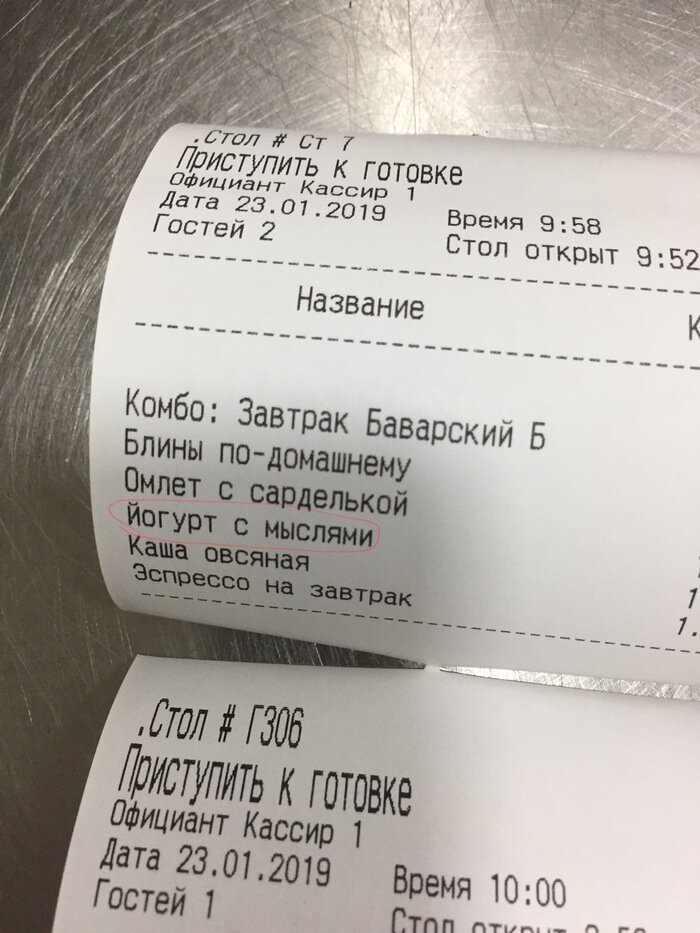 .Стол # Ст 7
Приступить к готовке
Официант Кассир 1
Дата 23.01.2019 Время 9:58
Гостей 2 Стол открыт 9:52
Название
Комбо: Завтрак Баварский Б
Блины по-домашнему
Омлет с сарделькой
Йогурт с мыслями
Каша овсяная
Эспрессо на завтрак
.Стол # Г306
Приступить к готовке
Официант Кассир 1
Дата 23.01.2019 Время 10:00
Гостей 1 Стол открыт